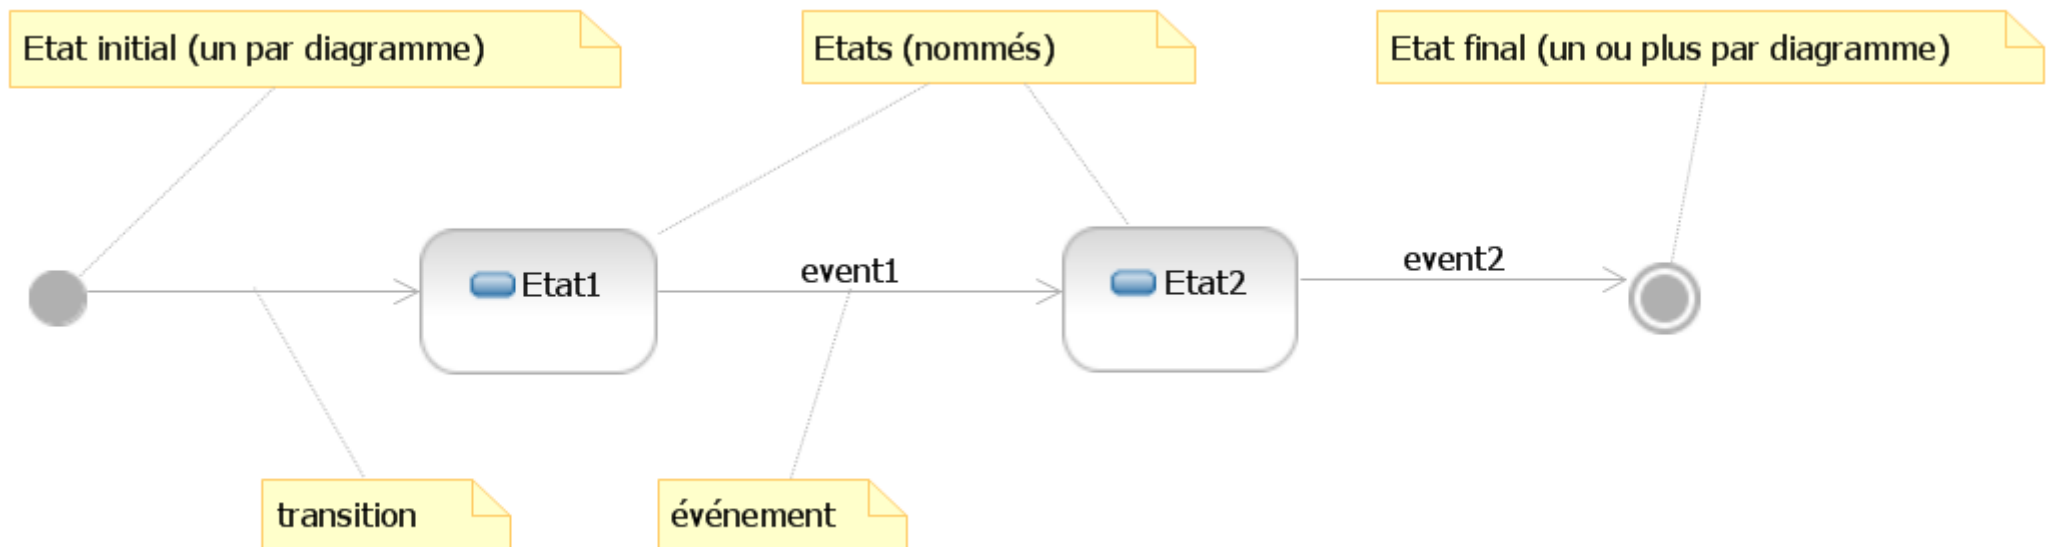 Etat initial (un par diagramme)
Etats (nommés)
Etat final (un ou plus par diagramme)
Etat1
event1
Etat2
event2
transition
événement